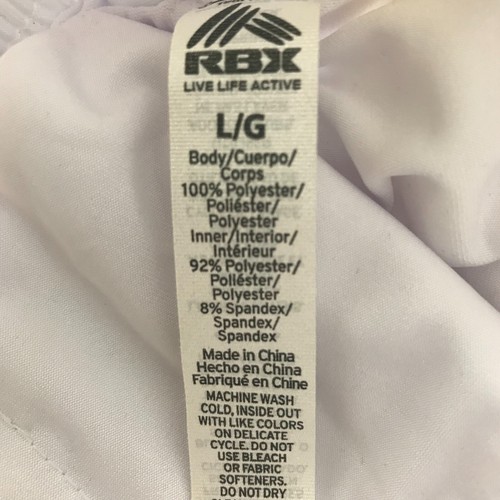 RBX
LIVE LIFE ACTIVE
L/G
Body/Cuerpo/
Corps
100% Polyester/
Poliéster/
Polyester
Inner/Interior/
Intérieur
92% Polyester/
Poliéster/
Polyester
8% Spandex/
Spandex/
Spandex
Made in China
Hecho en China
Fabriqué en Chine
MACHINE WASH
COLD, INSIDE OUT
WITH LIKE COLORS
ON DELICATE
CYCLE. DO NOT
USE BLEACH
OR FABRIC
SOFTENERS.
DO NOT DRY